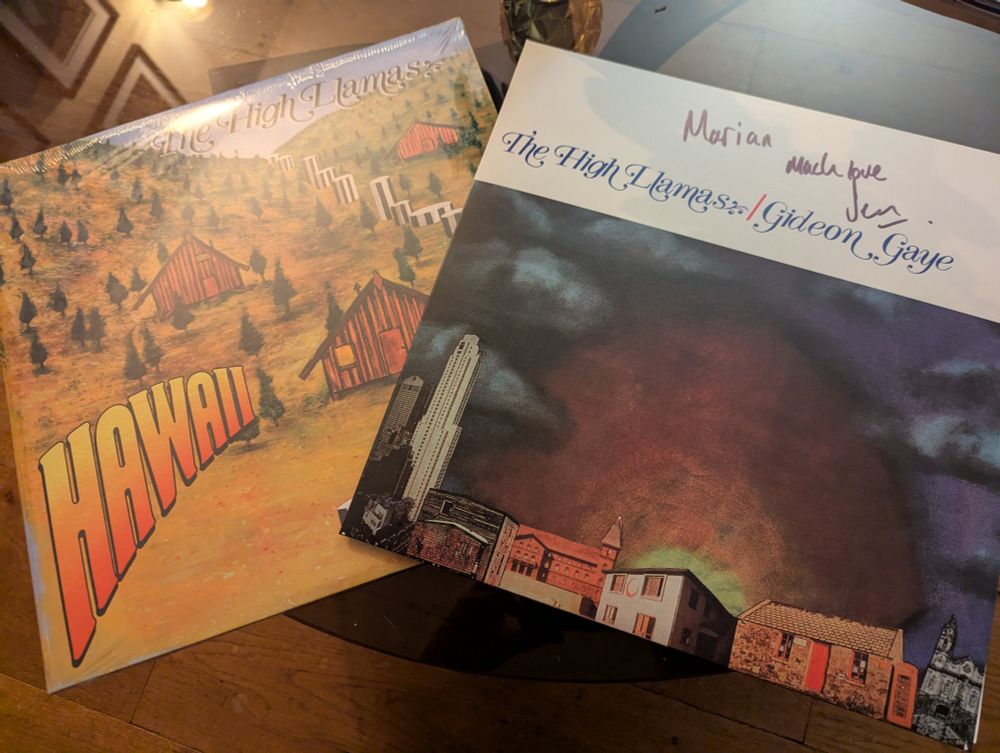 The High Llamas
HAWAII
Marian
much love
The High Llamas/Gideon Gaye